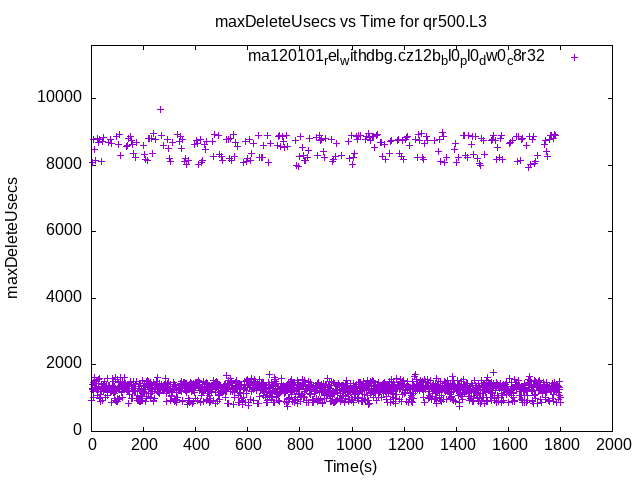 maxDeleteUsecs vs Time for qr500.L3
ma120101_rel_withdbg.cz12b_bl0_pl0_dw0_c8r32
10000
8000
6000
4000
2000
0
maxDeleteUsecs
0 200 400 600 800 1000 1200 1400 1600 1800 2000
Time(s)